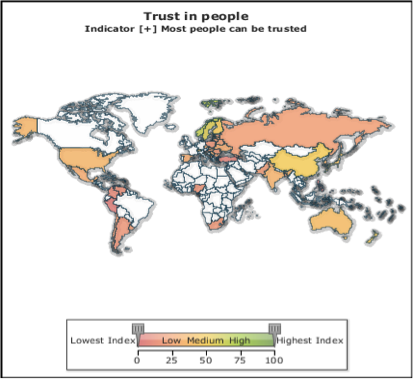 Trust in people
Indicator [+] Most people can be trusted
Lowest Index Low Medium High Highest Index
0 25 50 75 100